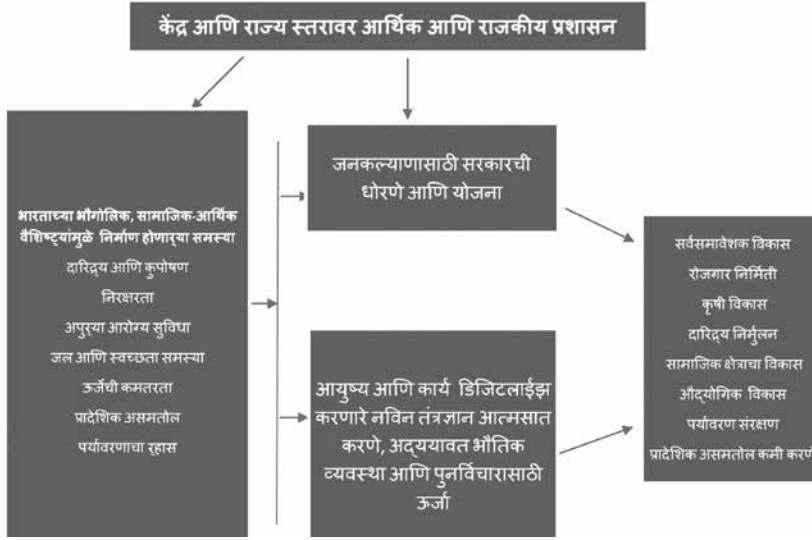 केंद्र आणि राज्य स्तरावर आर्थिक आणि राजकीय प्रशासन
भारताच्या भौगोलिक, सामाजिक-आर्थिक
वैशिष्ट्यांमुळे निर्माण होणाऱ्या समस्या
दारिद्र्य आणि कुपोषण
निरक्षरता
अपुऱ्या आरोग्य सुविधा
जल आणि स्वच्छता समस्या
ऊर्जेची कमतरता
प्रादेशिक असमतोल
पर्यावरणाचा ऱ्हास
जनकल्याणासाठी सरकारची
धोरणे आणि योजना
आयुष्य आणि कार्य डिजिटलाईझ
करणारे नविन तंत्रज्ञान आत्मसात
करणे, अद्ययावत भौतिक
व्यवस्था आणि पुनर्विचारासाठी
ऊर्जा
सर्वसमावेशक विकास
रोजगार निर्मिती
कृषी विकास
दारिद्र्य निर्मुलन
सामाजिक क्षेत्राचा विकास
औद्योगिक विकास
पर्यावरण संरक्षण
प्रादेशिक असमतोल कमी करणे